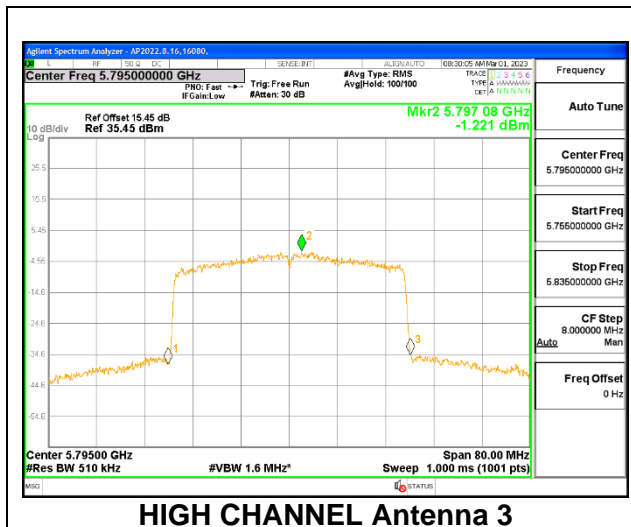 Agilent Spectrum Analyzer - AP2022.8.16,16080,
L RF 50 Ω DC SENSE:INT ALIGN AUTO 08:30:05 AM Mar 01, 2023
Center Freq 5.795000000 GHz
PNO: Fast
IFGain:Low
Trig: Free Run
#Atten: 30 dB
#Avg Type: RMS
Avg|Hold: 100/100
TRACE 1 2 3 4 5 6
TYPE A WWWWW
DET A N N N N N
Frequency
Auto Tune
Center Freq
5.795000000 GHz
Start Freq
5.755000000 GHz
Stop Freq
5.835000000 GHz
CF Step
8.000000 MHz
Auto Man
Freq Offset
0 Hz
Ref Offset 15.45 dB
Ref 35.45 dBm
10 dB/div
Log
Mkr2 5.797 08 GHz
-1.221 dBm
25.5
15.5
5.45
-4.55
-14.6
-24.6
-34.6
-44.6
-54.6
1
2
3
Center 5.79500 GHz
Span 80.00 MHz
#Res BW 510 kHz
#VBW 1.6 MHz*
Sweep 1.000 ms (1001 pts)
MSG
STATUS
HIGH CHANNEL Antenna 3